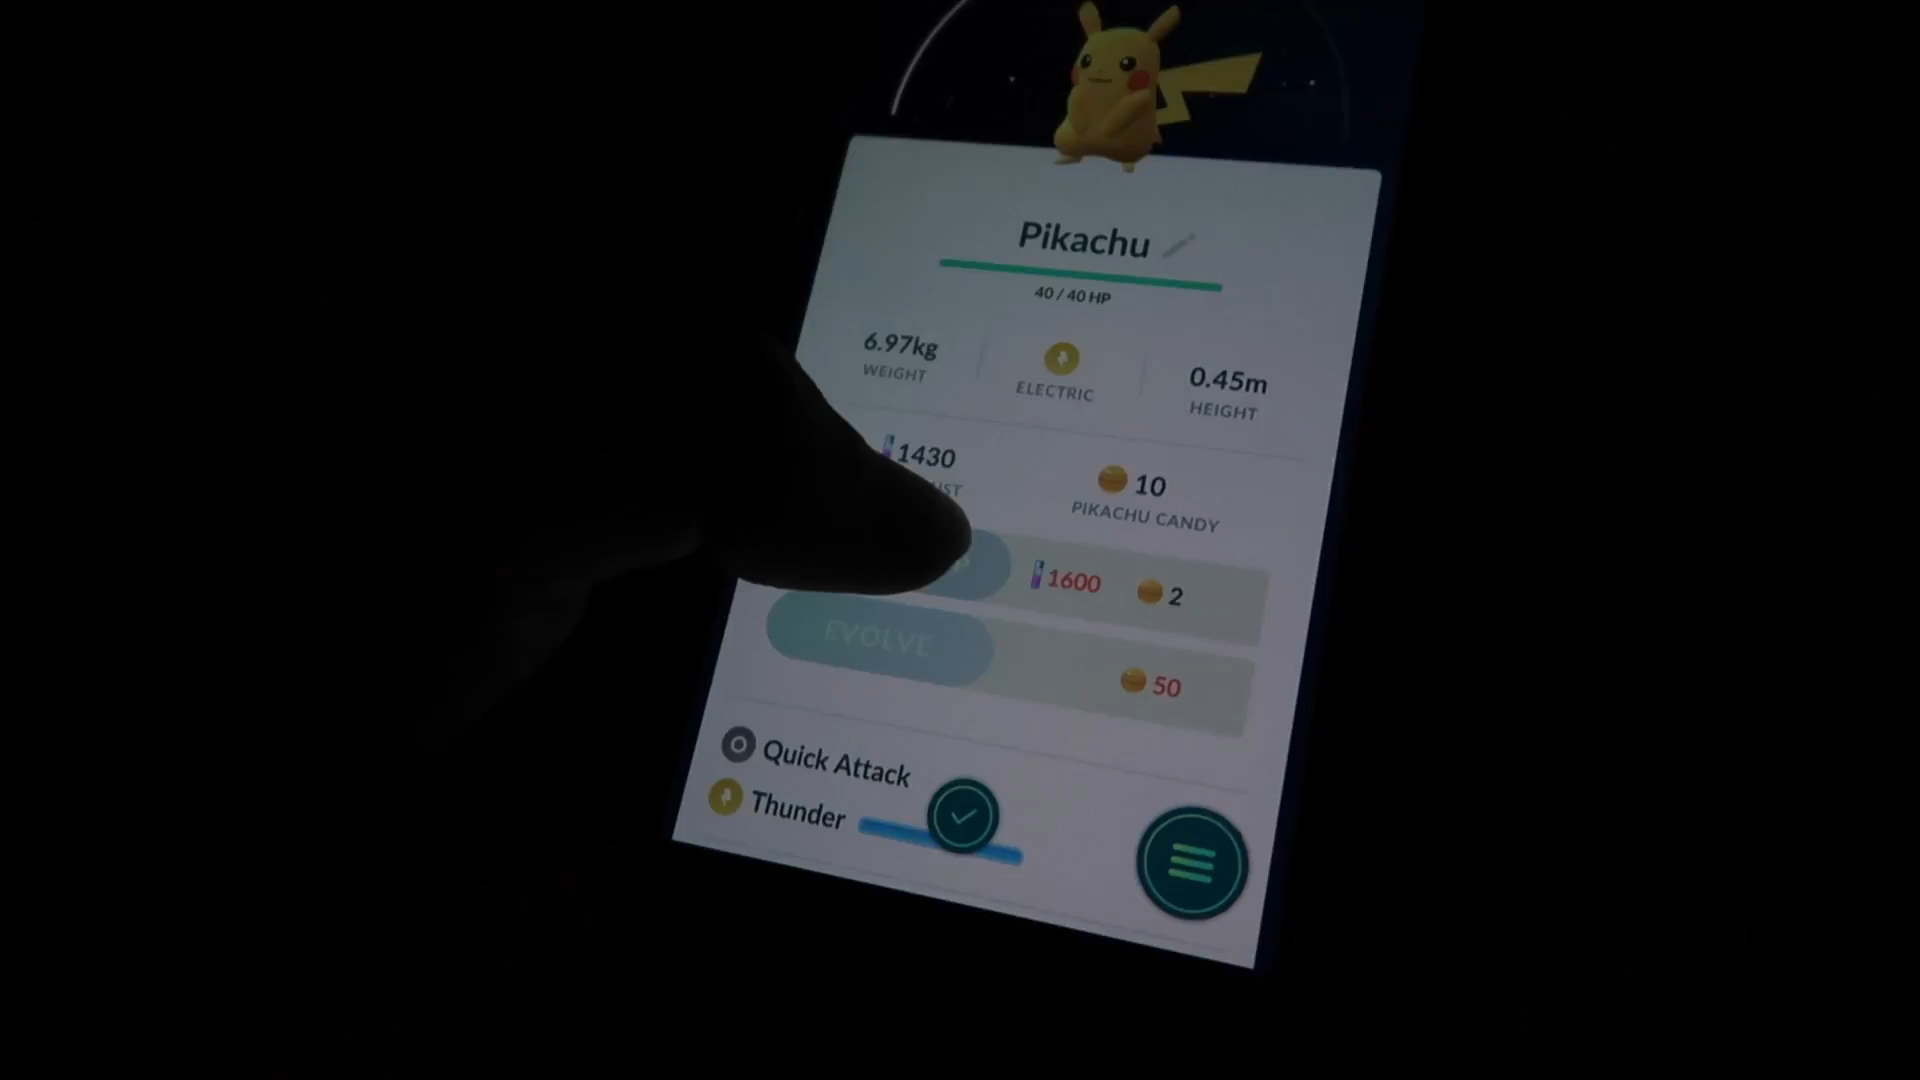 Pikachu
40 / 40 HP
6.97kg
WEIGHT
ELECTRIC
0.45m
HEIGHT
1430
10
PIKACHU CANDY
1600
2
EVOLVE
50
Quick Attack
Thunder